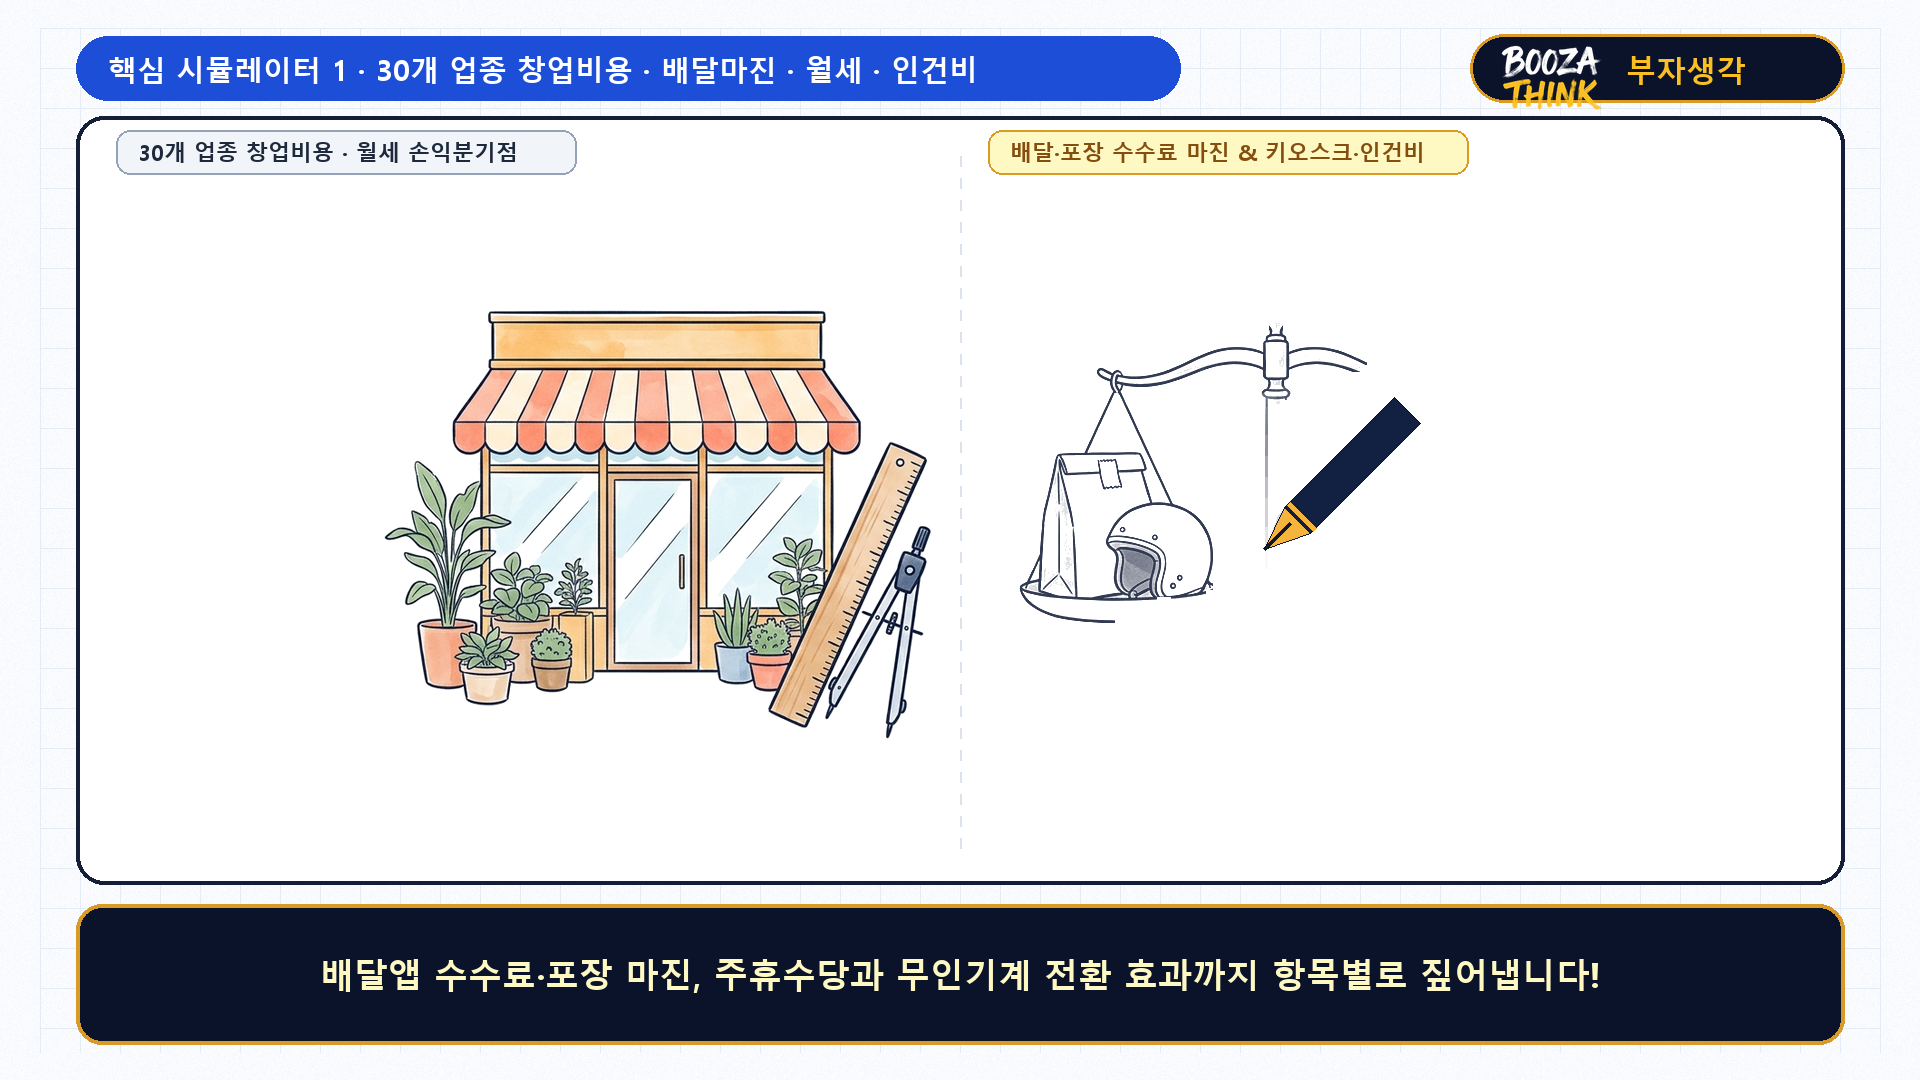 핵심 시뮬레이터 1 · 30개 업종 창업비용 · 배달마진 · 월세 · 인건비
BOOZA
THINK
부자생각
30개 업종 창업비용 · 월세 손익분기점
배달·포장 수수료 마진 & 키오스크·인건비
배달앱 수수료·포장 마진, 주휴수당과 무인기계 전환 효과까지 항목별로 짚어냅니다!